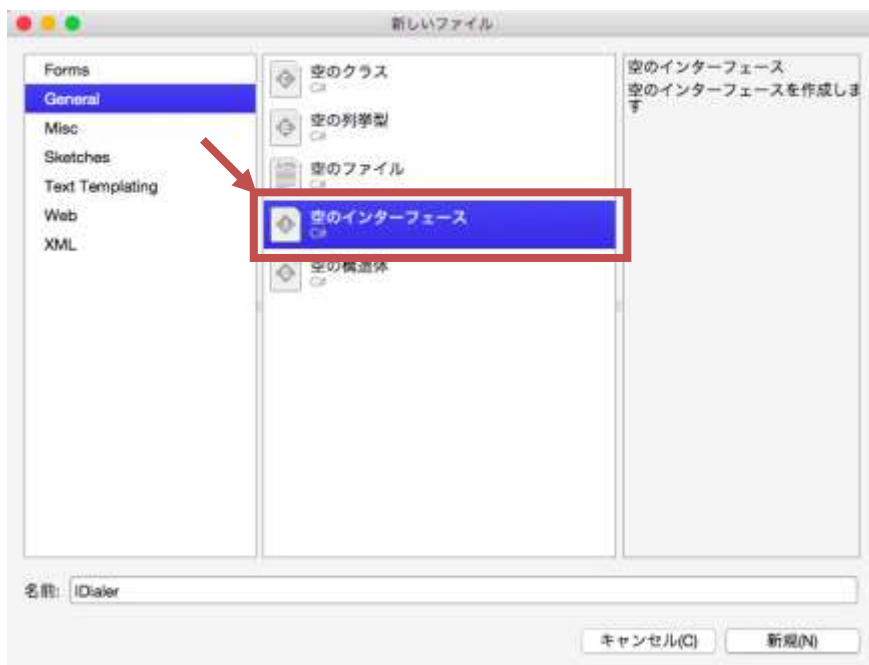 新しいファイル
Forms
General
Misc
Sketches
Text Templating
Web
XML
空のクラス
C#
空の列挙型
C#
空のファイル
C#
空のインターフェース
C#
空の構造体
C#
空のインターフェース
空のインターフェースを作成しま
す
名前: IDialer
キャンセル(C) 新規(N)